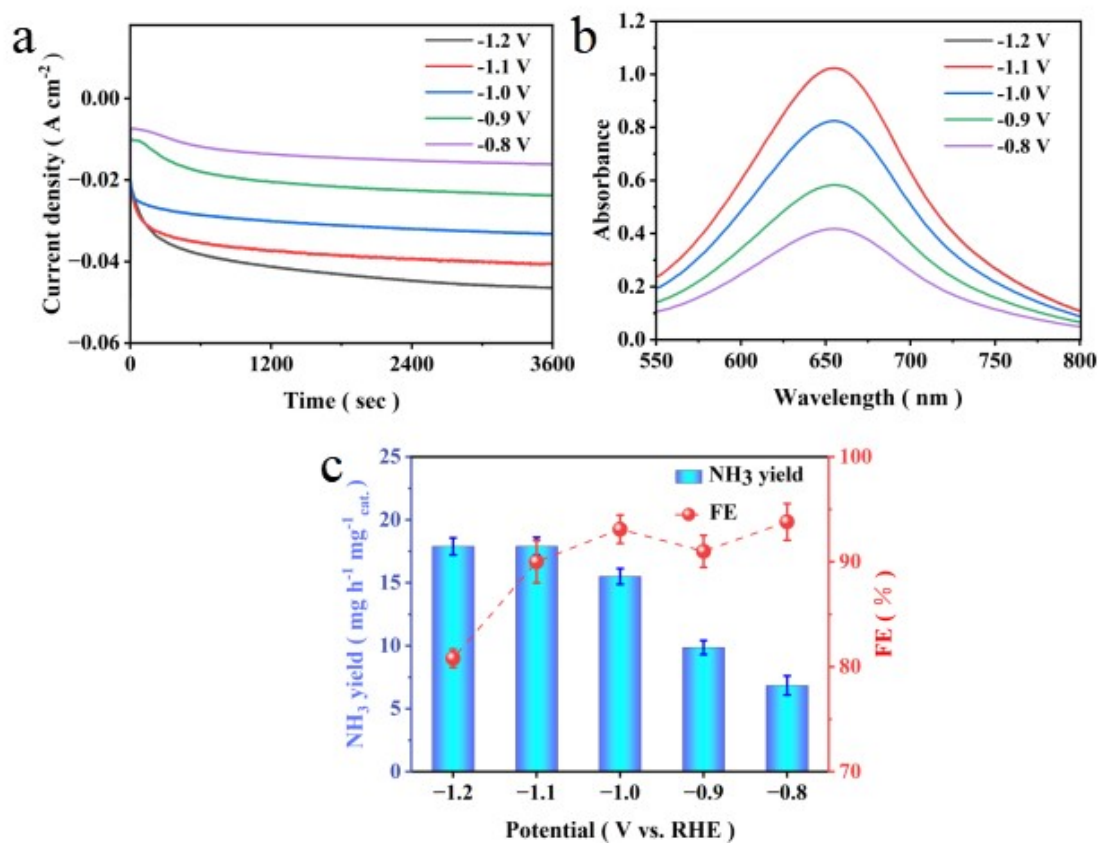 a
Current density ( A cm⁻² )
0.00
−0.02
−0.04
−0.06
0
1200
2400
3600
Time ( sec )
-1.2 V
-1.1 V
-1.0 V
-0.9 V
-0.8 V
b
Absorbance
1.2
1.0
0.8
0.6
0.4
0.2
0.0
550
600
650
700
750
800
Wavelength ( nm )
-1.2 V
-1.1 V
-1.0 V
-0.9 V
-0.8 V
c
NH₃ yield ( mg h⁻¹ mg⁻¹cat. )
25
20
15
10
5
0
−1.2
−1.1
−1.0
−0.9
−0.8
Potential ( V vs. RHE )
NH3 yield
FE
100
90
80
70
FE ( % )